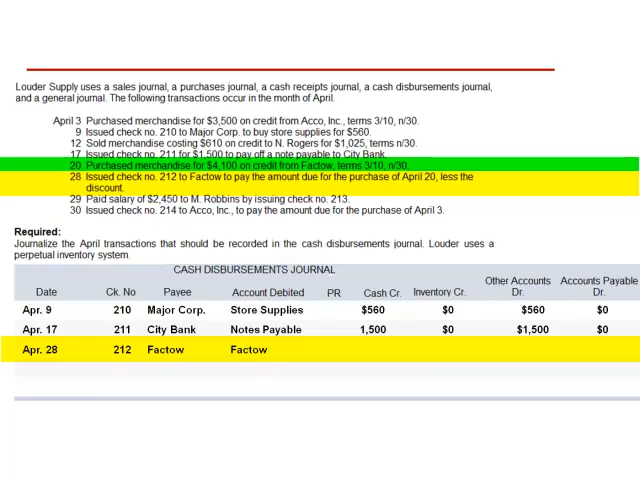 Louder Supply uses a sales journal, a purchases journal, a cash receipts journal, a cash disbursements journal,
and a general journal. The following transactions occur in the month of April.
April 3 Purchased merchandise for $3,500 on credit from Acco, Inc., terms 3/10, n/30.
9 Issued check no. 210 to Major Corp. to buy store supplies for $560.
12 Sold merchandise costing $610 on credit to N. Rogers for $1,025, terms n/30.
17 Issued check no. 211 for $1,500 to pay off a note payable to City Bank.
20 Purchased merchandise for $4,100 on credit from Factow, terms 3/10, n/30.
28 Issued check no. 212 to Factow to pay the amount due for the purchase of April 20, less the
discount.
29 Paid salary of $2,450 to M. Robbins by issuing check no. 213.
30 Issued check no. 214 to Acco, Inc., to pay the amount due for the purchase of April 3.
Required:
Journalize the April transactions that should be recorded in the cash disbursements journal. Louder uses a
perpetual inventory system.
CASH DISBURSEMENTS JOURNAL
Date Ck. No Payee Account Debited PR Cash Cr. Inventory Cr. Other Accounts Dr. Accounts Payable Dr.
Apr. 9 210 Major Corp. Store Supplies $560 $0 $560 $0
Apr. 17 211 City Bank Notes Payable 1,500 $0 $1,500 $0
Apr. 28 212 Factow Factow